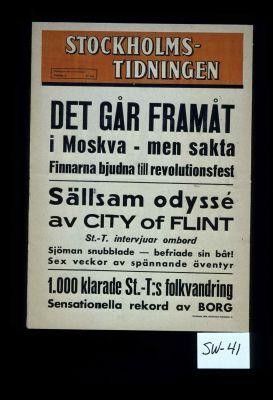 STOCKHOLMS-
TIDNINGEN
DET GÅR FRAMÅT
i Moskva - men sakta
Finnarna bjudna till revolutionsfest
Sällsam odyssé
av CITY of FLINT
St.-T. intervjuar ombord
Sjöman snubblade — befriade sin båt!
Sex veckor av spännande äventyr
1.000 klarade St.-T:s folkvandring
Sensationella rekord av BORG
SW-41